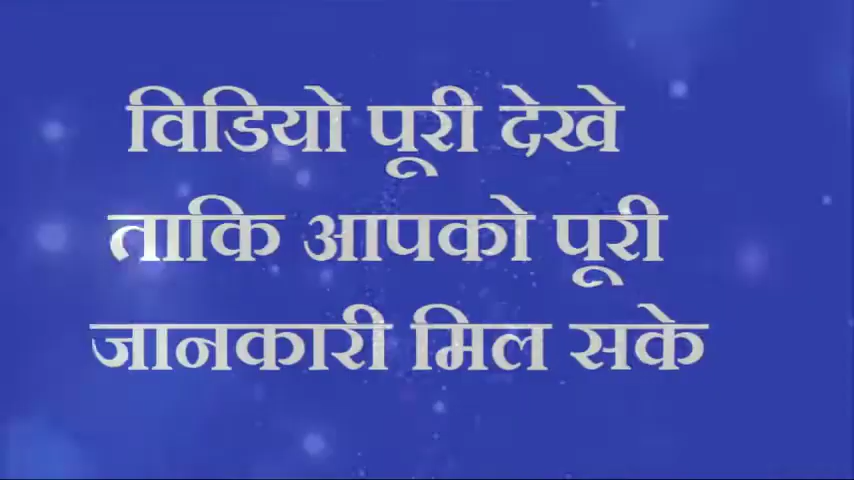 विडियो पूरी देखे
ताकि आपको पूरी
जानकारी मिल सके